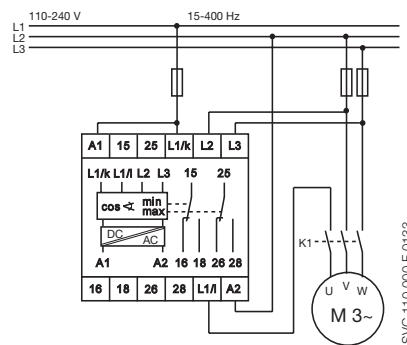 110-240 V 15-400 Hz
L1
L2
L3
A1 15 25 L1/k L2 L3
L1/k L1/l L2 L3 15 25
cos ∢ min
max
DC
AC
A1 A2 16 18 26 28
16 18 26 28 L1/l A2
K1
U V W
M 3~
SVC 110 000 F 0133